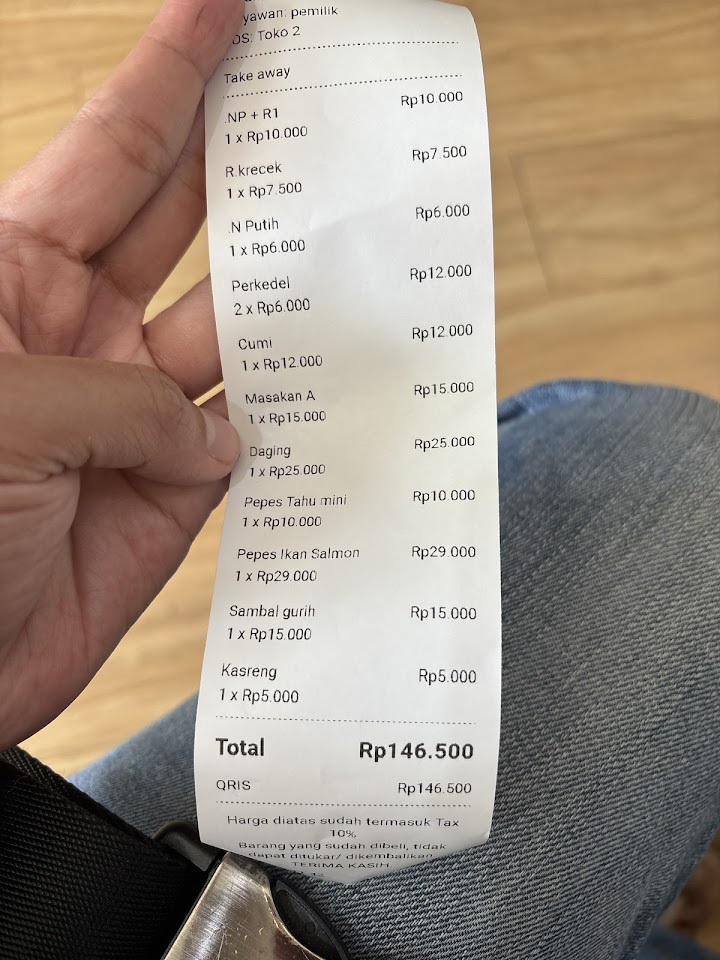 yawan: pemilik
OS: Toko 2
Take away
.NP + R1 Rp10.000
1 x Rp10.000
R.krecek Rp7.500
1 x Rp7.500
.N Putih Rp6.000
1 x Rp6.000
Perkedel Rp12.000
2 x Rp6.000
Cumi Rp12.000
1 x Rp12.000
Masakan A Rp15.000
1 x Rp15.000
Daging Rp25.000
1 x Rp25.000
Pepes Tahu mini Rp10.000
1 x Rp10.000
Pepes Ikan Salmon Rp29.000
1 x Rp29.000
Sambal gurih Rp15.000
1 x Rp15.000
Kasreng Rp5.000
1 x Rp5.000
Total Rp146.500
QRIS Rp146.500
Harga diatas sudah termasuk Tax
10%
Barang yang sudah dibeli, tidak
dapat ditukar/ dikembalikan
TERIMA KASIH